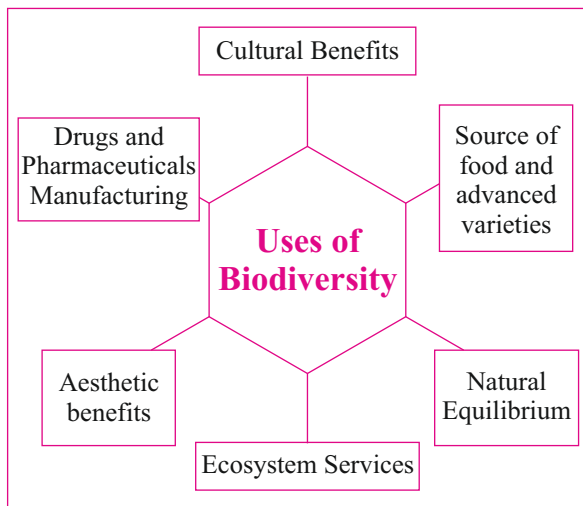 Cultural Benefits
Drugs and
Pharmaceuticals
Manufacturing
Source of
food and
advanced
varieties
Uses of
Biodiversity
Aesthetic
benefits
Natural
Equilibrium
Ecosystem Services